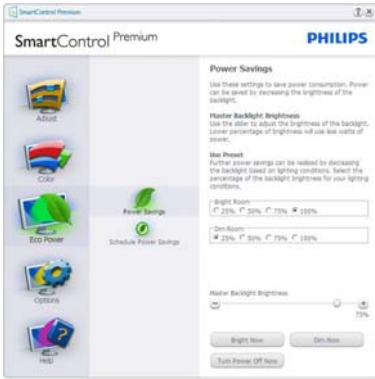 SmartControl Premium
SmartControl Premium
PHILIPS
Adjust
Color
Eco Power
Options
Help
Power Savings
Schedule Power Savings
Power Savings
Use these settings to save power consumption. Power
can be saved by decreasing the brightness of the
backlight.
Master Backlight Brightness
Use the slider to adjust the brightness of the backlight.
Lower percentage of brightness will use less watts of
power.
Use Preset
Further power savings can be realised by decreasing
the backlight based on lighting conditions. Select the
percentage of the backlight brightness for your lighting
conditions.
Bright Room
25% 50% 75% 100%
Dim Room
25% 50% 75% 100%
Master Backlight Brightness
75%
Bright Now
Dim Now
Turn Power Off Now